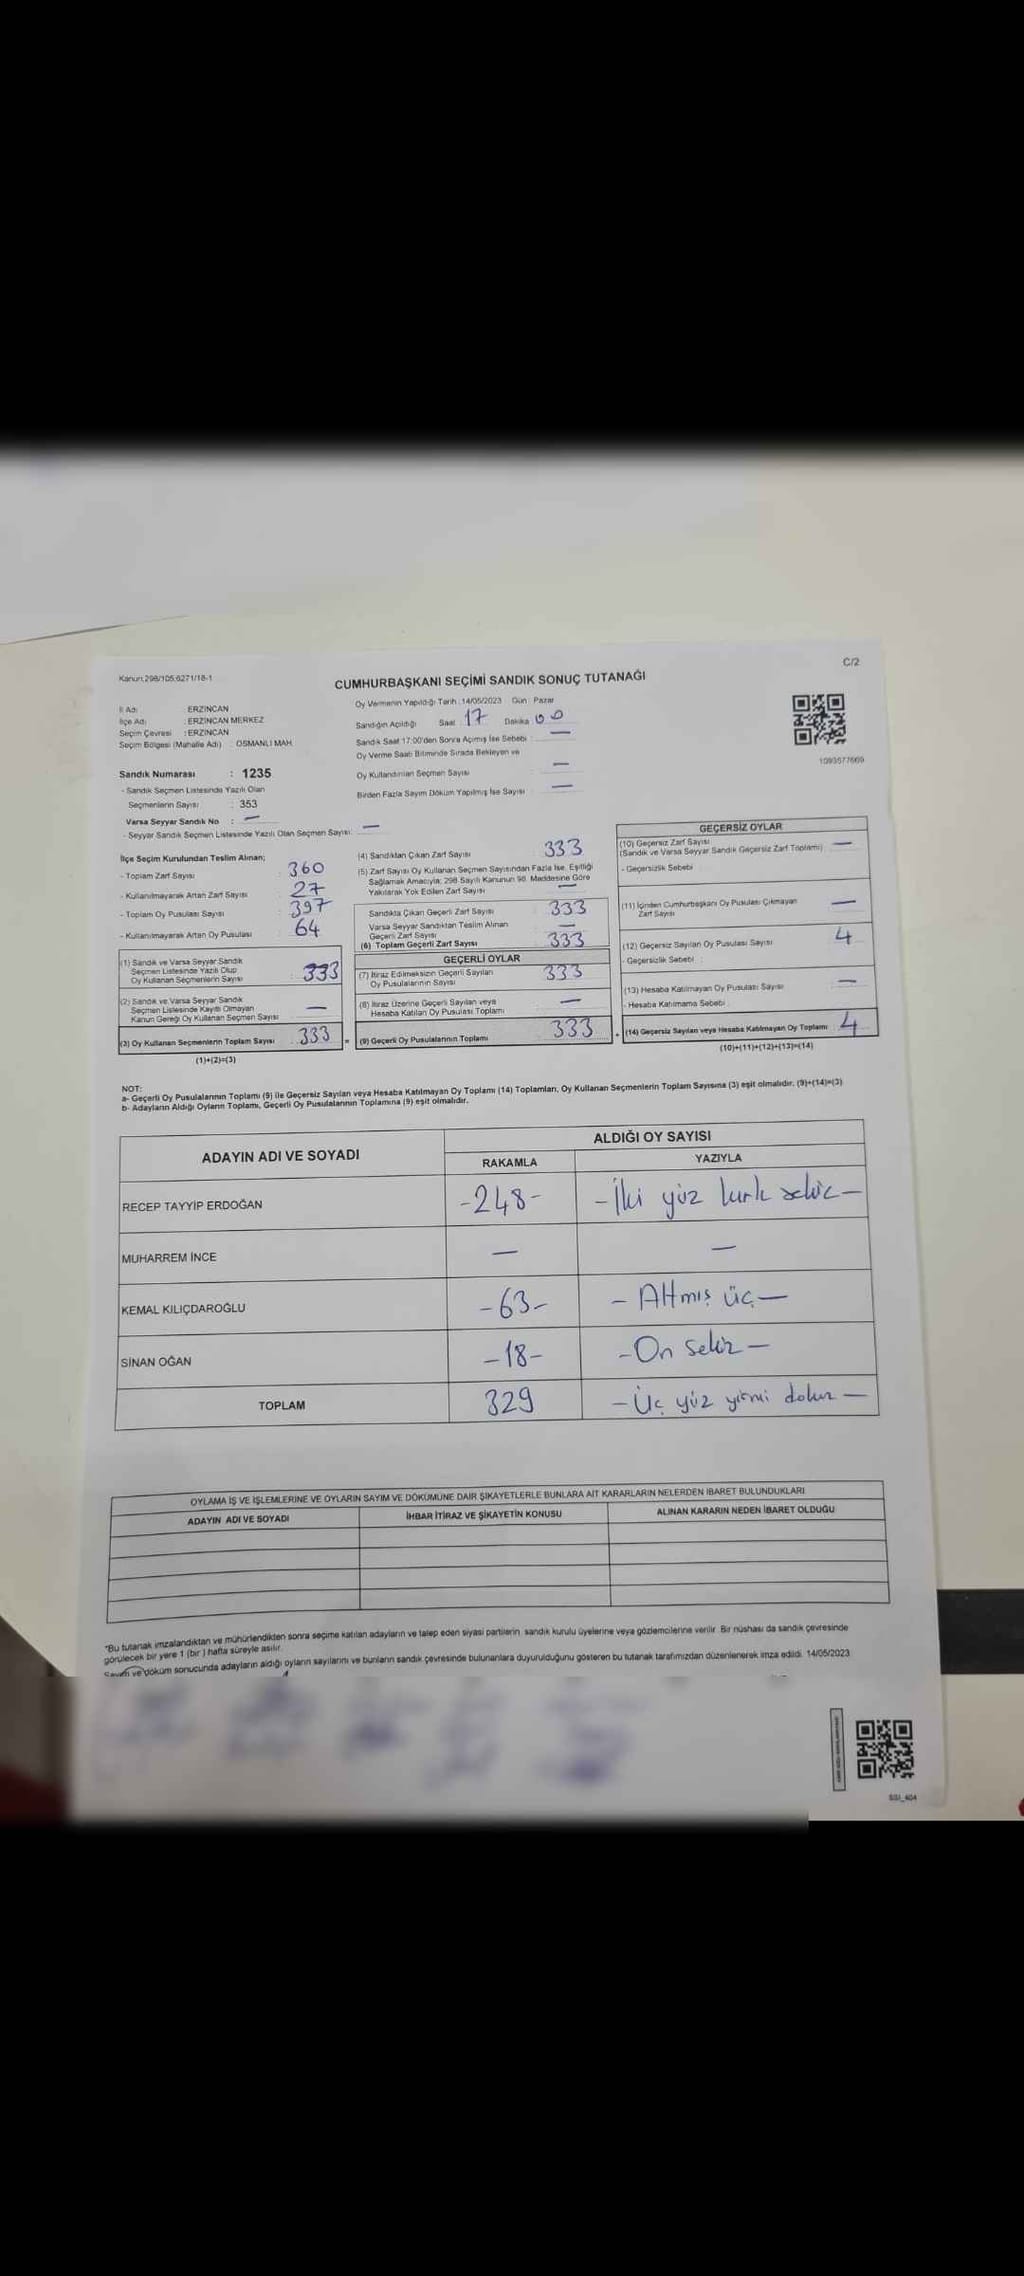 C/2
Kanun:298/105,6271/18-1
CUMHURBAŞKANI SEÇİMİ SANDIK SONUÇ TUTANAĞI
İl Adı : ERZİNCAN
İlçe Adı : ERZİNCAN MERKEZ
Seçim Çevresi : ERZİNCAN
Seçim Bölgesi (Mahalle Adı) : OSMANLI MAH.
Sandık Numarası : 1235
- Sandık Seçmen Listesinde Yazılı Olan
Seçmenlerin Sayısı : 353
Varsa Seyyar Sandık No : —
- Seyyar Sandık Seçmen Listesinde Yazılı Olan Seçmen Sayısı: —
Oy Vermenin Yapıldığı Tarih :14/05/2023 Gün : Pazar
Sandığın Açıldığı Saat : 17 Dakika : 00
Sandık Saat 17:00'den Sonra Açılmış İse Sebebi : —
Oy Verme Saati Bitiminde Sırada Bekleyen ve
Oy Kullandırılan Seçmen Sayısı : —
Birden Fazla Sayım Döküm Yapılmış İse Sayısı : —
1093577669
İlçe Seçim Kurulundan Teslim Alınan;
- Toplam Zarf Sayısı : 360
- Kullanılmayarak Artan Zarf Sayısı : 27
- Toplam Oy Pusulası Sayısı : 397
- Kullanılmayarak Artan Oy Pusulası : 64
(1) Sandık ve Varsa Seyyar Sandık
Seçmen Listesinde Yazılı Olup
Oy Kullanan Seçmenlerin Sayısı : 333
(2) Sandık ve Varsa Seyyar Sandık
Seçmen Listesinde Kayıtlı Olmayan
Kanun Gereği Oy Kullanan Seçmen Sayısı : —
(3) Oy Kullanan Seçmenlerin Toplam Sayısı : 333 =
(1)+(2)=(3)
(4) Sandıktan Çıkan Zarf Sayısı : 333
(5) Zarf Sayısı Oy Kullanan Seçmen Sayısından Fazla İse, Eşitliği
Sağlamak Amacıyla; 298 Sayılı Kanunun 98. Maddesine Göre
Yakılarak Yok Edilen Zarf Sayısı : —
Sandıkta Çıkan Geçerli Zarf Sayısı : 333
Varsa Seyyar Sandıktan Teslim Alınan
Geçerli Zarf Sayısı : —
(6) Toplam Geçerli Zarf Sayısı : 333
GEÇERLİ OYLAR
(7) İtiraz Edilmeksizin Geçerli Sayılan
Oy Pusulalarının Sayısı : 333
(8) İtiraz Üzerine Geçerli Sayılan veya
Hesaba Katılan Oy Pusulası Toplamı : —
(9) Geçerli Oy Pusulalarının Toplamı : 333 +
GEÇERSİZ OYLAR
(10) Geçersiz Zarf Sayısı
(Sandık ve Varsa Seyyar Sandık Geçersiz Zarf Toplamı) : —
- Geçersizlik Sebebi :
(11) İçinden Cumhurbaşkanı Oy Pusulası Çıkmayan
Zarf Sayısı : —
(12) Geçersiz Sayılan Oy Pusulası Sayısı : 4
- Geçersizlik Sebebi :
(13) Hesaba Katılmayan Oy Pusulası Sayısı : —
- Hesaba Katılmama Sebebi :
(14) Geçersiz Sayılan veya Hesaba Katılmayan Oy Toplamı : 4
(10)+(11)+(12)+(13)=(14)
NOT:
a- Geçerli Oy Pusulalarının Toplamı (9) ile Geçersiz Sayılan veya Hesaba Katılmayan Oy Toplamı (14) Toplamları, Oy Kullanan Seçmenlerin Toplam Sayısına (3) eşit olmalıdır. (9)+(14)=(3)
b- Adayların Aldığı Oyların Toplamı, Geçerli Oy Pusulalarının Toplamına (9) eşit olmalıdır.
ADAYIN ADI VE SOYADI
ALDIĞI OY SAYISI
RAKAMLA YAZIYLA
RECEP TAYYİP ERDOĞAN -248- -İki yüz kırk sekiz-
MUHARREM İNCE — —
KEMAL KILIÇDAROĞLU -63- - Altmış üç -
SİNAN OĞAN -18- -On sekiz -
TOPLAM 329 -Üç yüz yirmi dokuz -
OYLAMA İŞ VE İŞLEMLERİNE VE OYLARIN SAYIM VE DÖKÜMÜNE DAİR ŞİKAYETLERLE BUNLARA AİT KARARLARIN NELERDEN İBARET BULUNDUKLARI
ADAYIN ADI VE SOYADI İHBAR İTİRAZ VE ŞİKAYETİN KONUSU ALINAN KARARIN NEDEN İBARET OLDUĞU
*Bu tutanak imzalandıktan ve mühürlendikten sonra seçime katılan adayların ve talep eden siyasi partilerin, sandık kurulu üyelerine veya gözlemcilerine verilir. Bir nüshası da sandık çevresinde
görülecek bir yere 1 (bir ) hafta süreyle asılır.
Sayım ve döküm sonucunda adayların aldığı oyların sayılarını ve bunların sandık çevresinde bulunanlara duyurulduğunu gösteren bu tutanak tarafımızdan düzenlenerek imza edildi. 14/05/2023
SSI_404